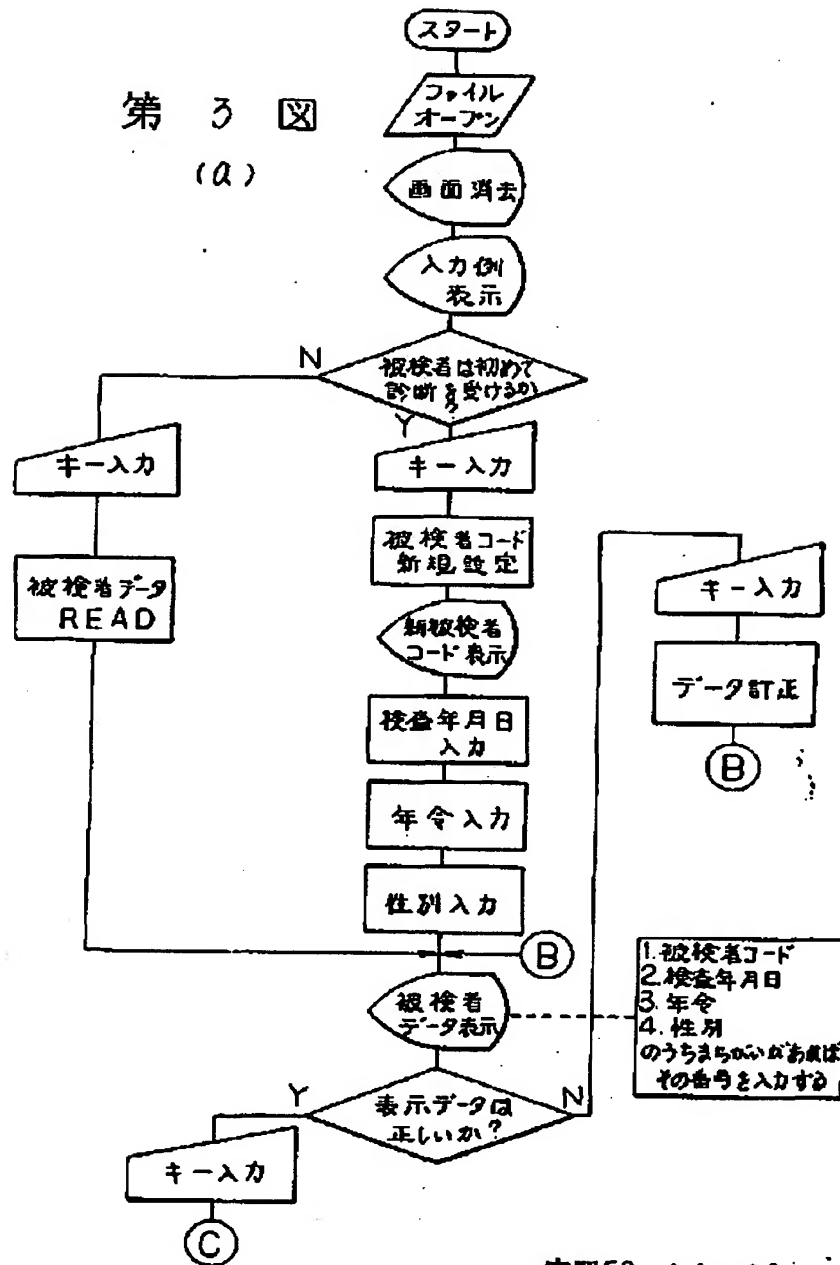 第 3 図
(a)
スタート
ファイル
オープン
画面消去
入力例
表示
被検者は初めて
診断を受けるか
?
N
Y
キー入力
被検者データ
READ
キー入力
被検者コード
新規設定
新被検者
コード表示
検査年月日
入力
年令入力
性別入力
B
被検者
データ表示
1.被検者コード
2.検査年月日
3.年令
4.性別
のうちまちがいがあれば
その番号を入力する
表示データは
正しいか?
Y
N
キー入力
C
キー入力
データ訂正
B